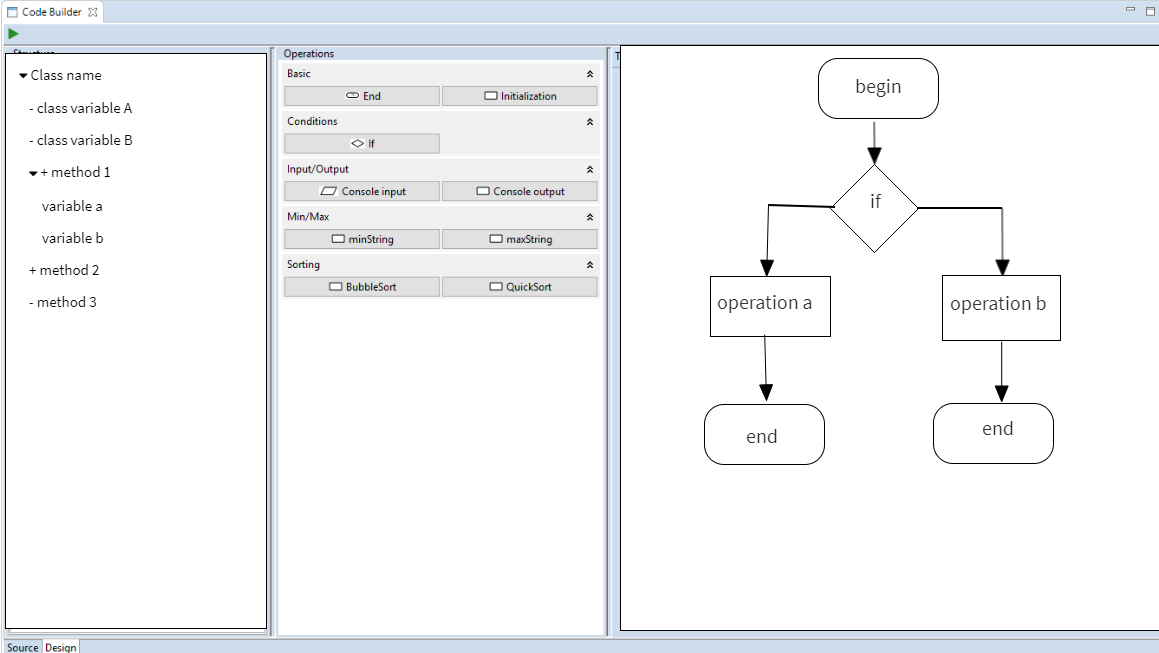 Code Builder
Structure
Class name
- class variable A
- class variable B
+ method 1
variable a
variable b
+ method 2
- method 3
Operations
Basic
End
Initialization
Conditions
If
Input/Output
Console input
Console output
Min/Max
minString
maxString
Sorting
BubbleSort
QuickSort
begin
if
operation a
operation b
end
end
Source
Design